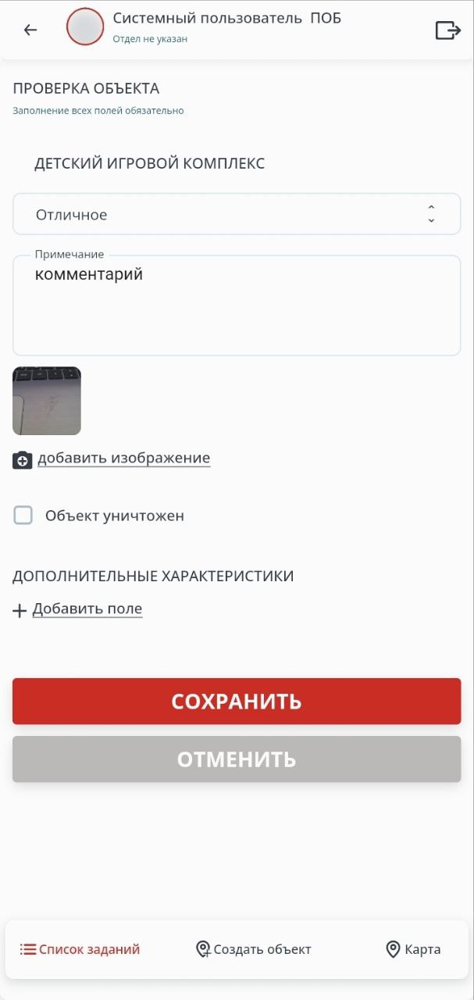 Системный пользователь ПОБ
Отдел не указан
ПРОВЕРКА ОБЪЕКТА
Заполнение всех полей обязательно
ДЕТСКИЙ ИГРОВОЙ КОМПЛЕКС
Отличное
Примечание
комментарий
добавить изображение
Объект уничтожен
ДОПОЛНИТЕЛЬНЫЕ ХАРАКТЕРИСТИКИ
Добавить поле
СОХРАНИТЬ
ОТМЕНИТЬ
Список заданий
Создать объект
Карта